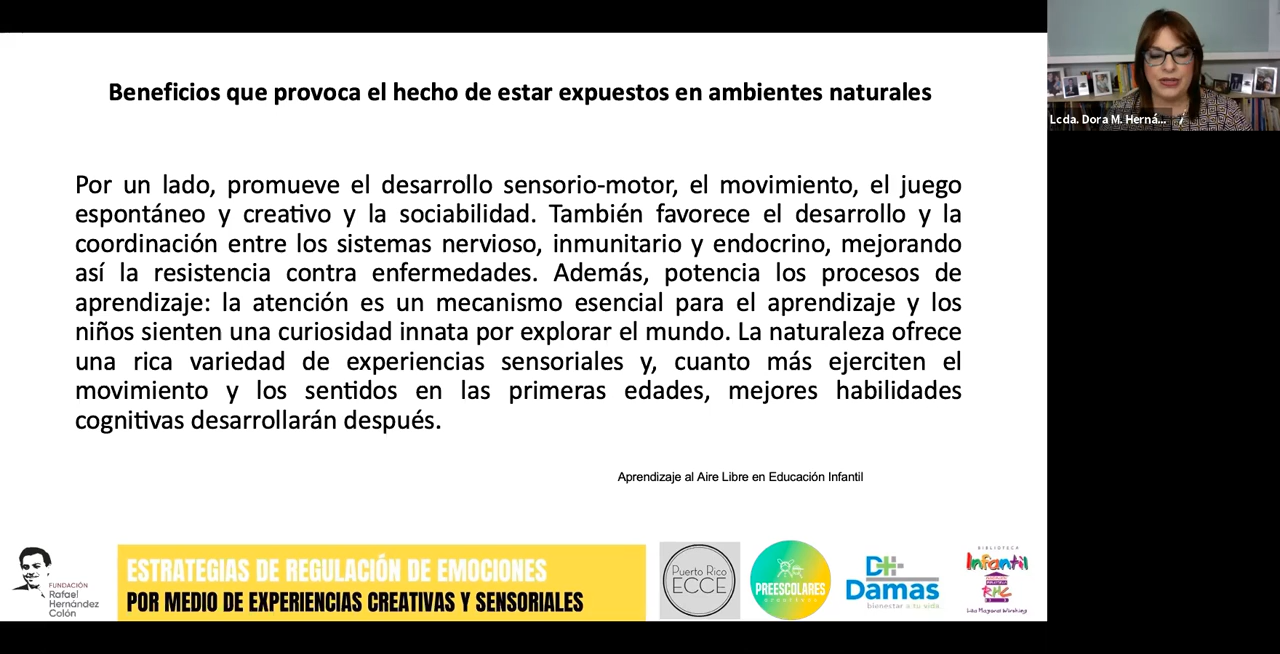 Beneficios que provoca el hecho de estar expuestos en ambientes naturales
Lcda. Dora M. Herná...
Por un lado, promueve el desarrollo sensorio-motor, el movimiento, el juego
espontáneo y creativo y la sociabilidad. También favorece el desarrollo y la
coordinación entre los sistemas nervioso, inmunitario y endocrino, mejorando
así la resistencia contra enfermedades. Además, potencia los procesos de
aprendizaje: la atención es un mecanismo esencial para el aprendizaje y los
niños sienten una curiosidad innata por explorar el mundo. La naturaleza ofrece
una rica variedad de experiencias sensoriales y, cuanto más ejerciten el
movimiento y los sentidos en las primeras edades, mejores habilidades
cognitivas desarrollarán después.
Aprendizaje al Aire Libre en Educación Infantil
FUNDACIÓN
Rafael
Hernández
Colón
ESTRATEGIAS DE REGULACIÓN DE EMOCIONES
POR MEDIO DE EXPERIENCIAS CREATIVAS Y SENSORIALES
Puerto Rico
ECCE
PREESCOLARES
Damas
bienestar a tu vida
BIBLIOTECA
Infantil
RHC